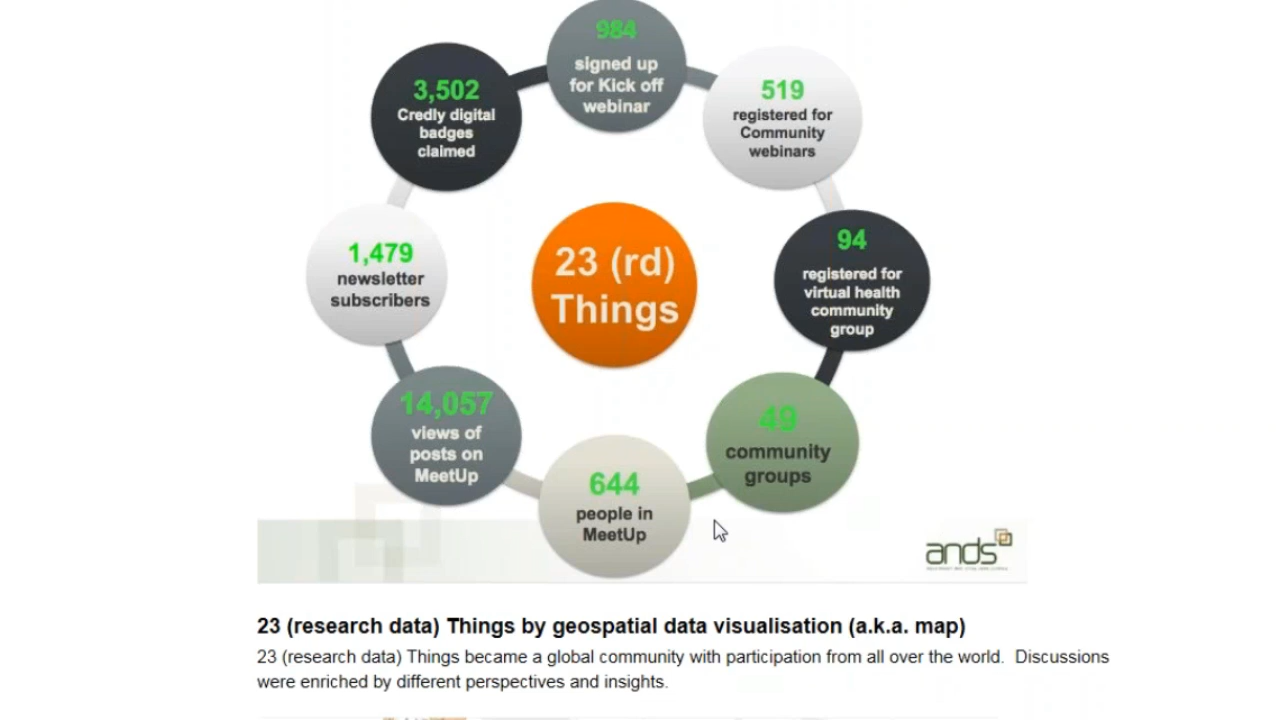 984
signed up
for Kick off
webinar
519
registered for
Community
webinars
94
registered for
virtual health
community
group
49
community
groups
644
people in
MeetUp
14,057
views of
posts on
MeetUp
1,479
newsletter
subscribers
3,502
Credly digital
badges
claimed
23 (rd)
Things
ands
23 (research data) Things by geospatial data visualisation (a.k.a. map)
23 (research data) Things became a global community with participation from all over the world.  Discussions
were enriched by different perspectives and insights.